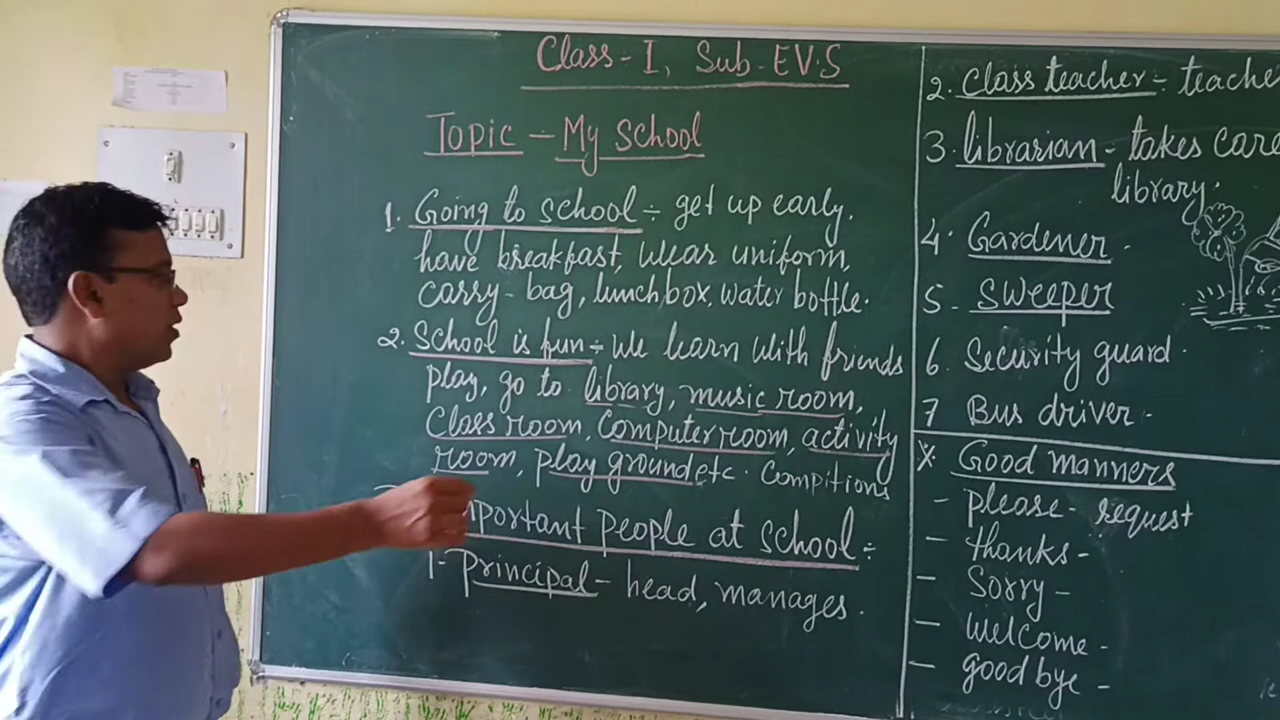 Class - I, Sub - EV.S
Topic - My school
1. Going to school ÷ get up early.
have breakfast, wear uniform,
carry - bag, lunchbox, water bottle.
2. School is fun ÷ we learn with friends
play, go to library, music room,
Class room, Computer room, activity
room, play ground etc. Compitions
people at school ÷
1- Principal - head, manages.
2. Class teacher ÷
3. librarian - takes care
library.
4. Gardener -
5 - Sweeper
6. Security guard -
7 Bus driver -
Good manners
- please - request
- thanks -
- Sorry -
- Welcome -
- good bye -